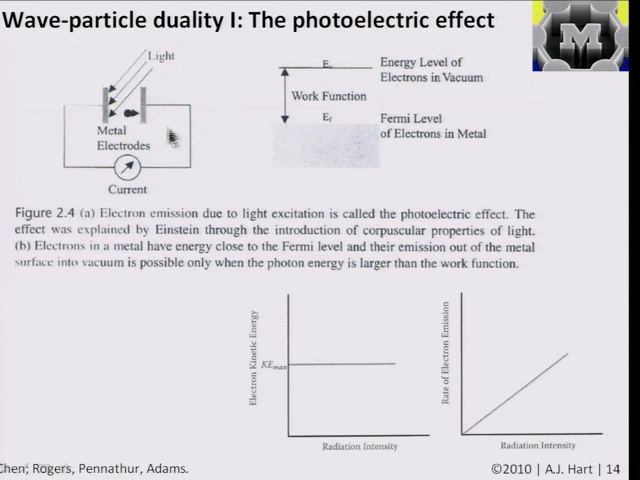 Wave-particle duality I: The photoelectric effect
M
Light
Metal
Electrodes
Current
E
Energy Level of
Electrons in Vacuum
Work Function
Ef
Fermi Level
of Electrons in Metal
Figure 2.4 (a) Electron emission due to light excitation is called the photoelectric effect. The
effect was explained by Einstein through the introduction of corpuscular properties of light.
(b) Electrons in a metal have energy close to the Fermi level and their emission out of the metal
surface into vacuum is possible only when the photon energy is larger than the work function.
Electron Kinetic Energy
KEmax
Radiation Intensity
Rate of Electron Emission
Radiation Intensity
Chen, Rogers, Pennathur, Adams.
©2010 | A.J. Hart | 14